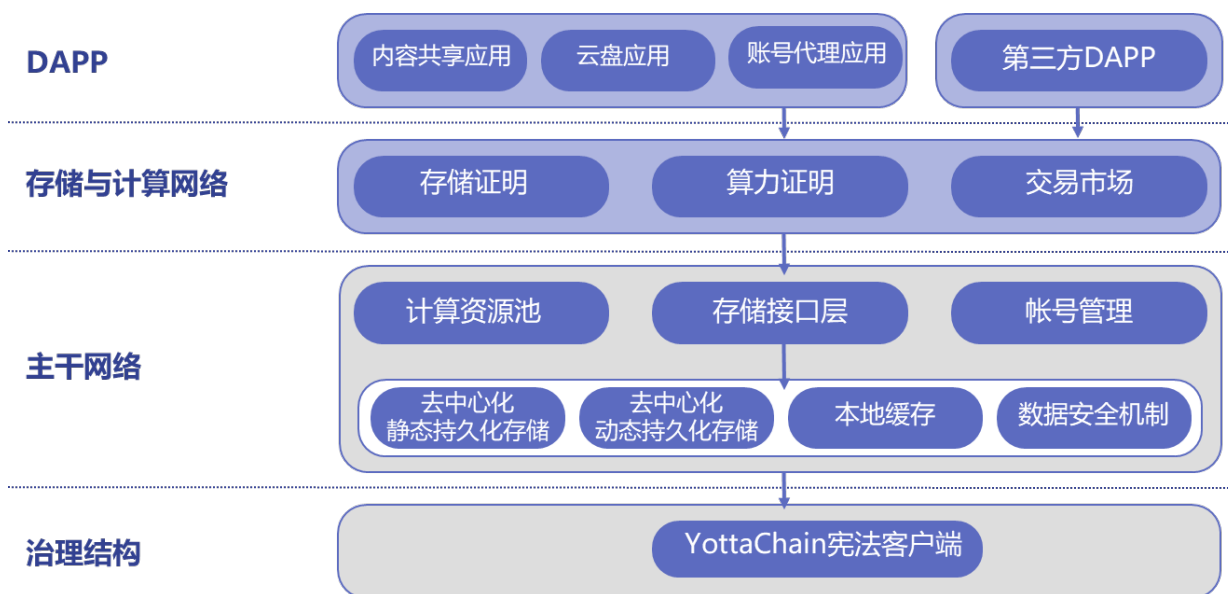 DAPP
内容共享应用
云盘应用
账号代理应用
第三方DAPP
存储与计算网络
存储证明
算力证明
交易市场
主干网络
计算资源池
存储接口层
帐号管理
去中心化
静态持久化存储
去中心化
动态持久化存储
本地缓存
数据安全机制
治理结构
YottaChain宪法客户端